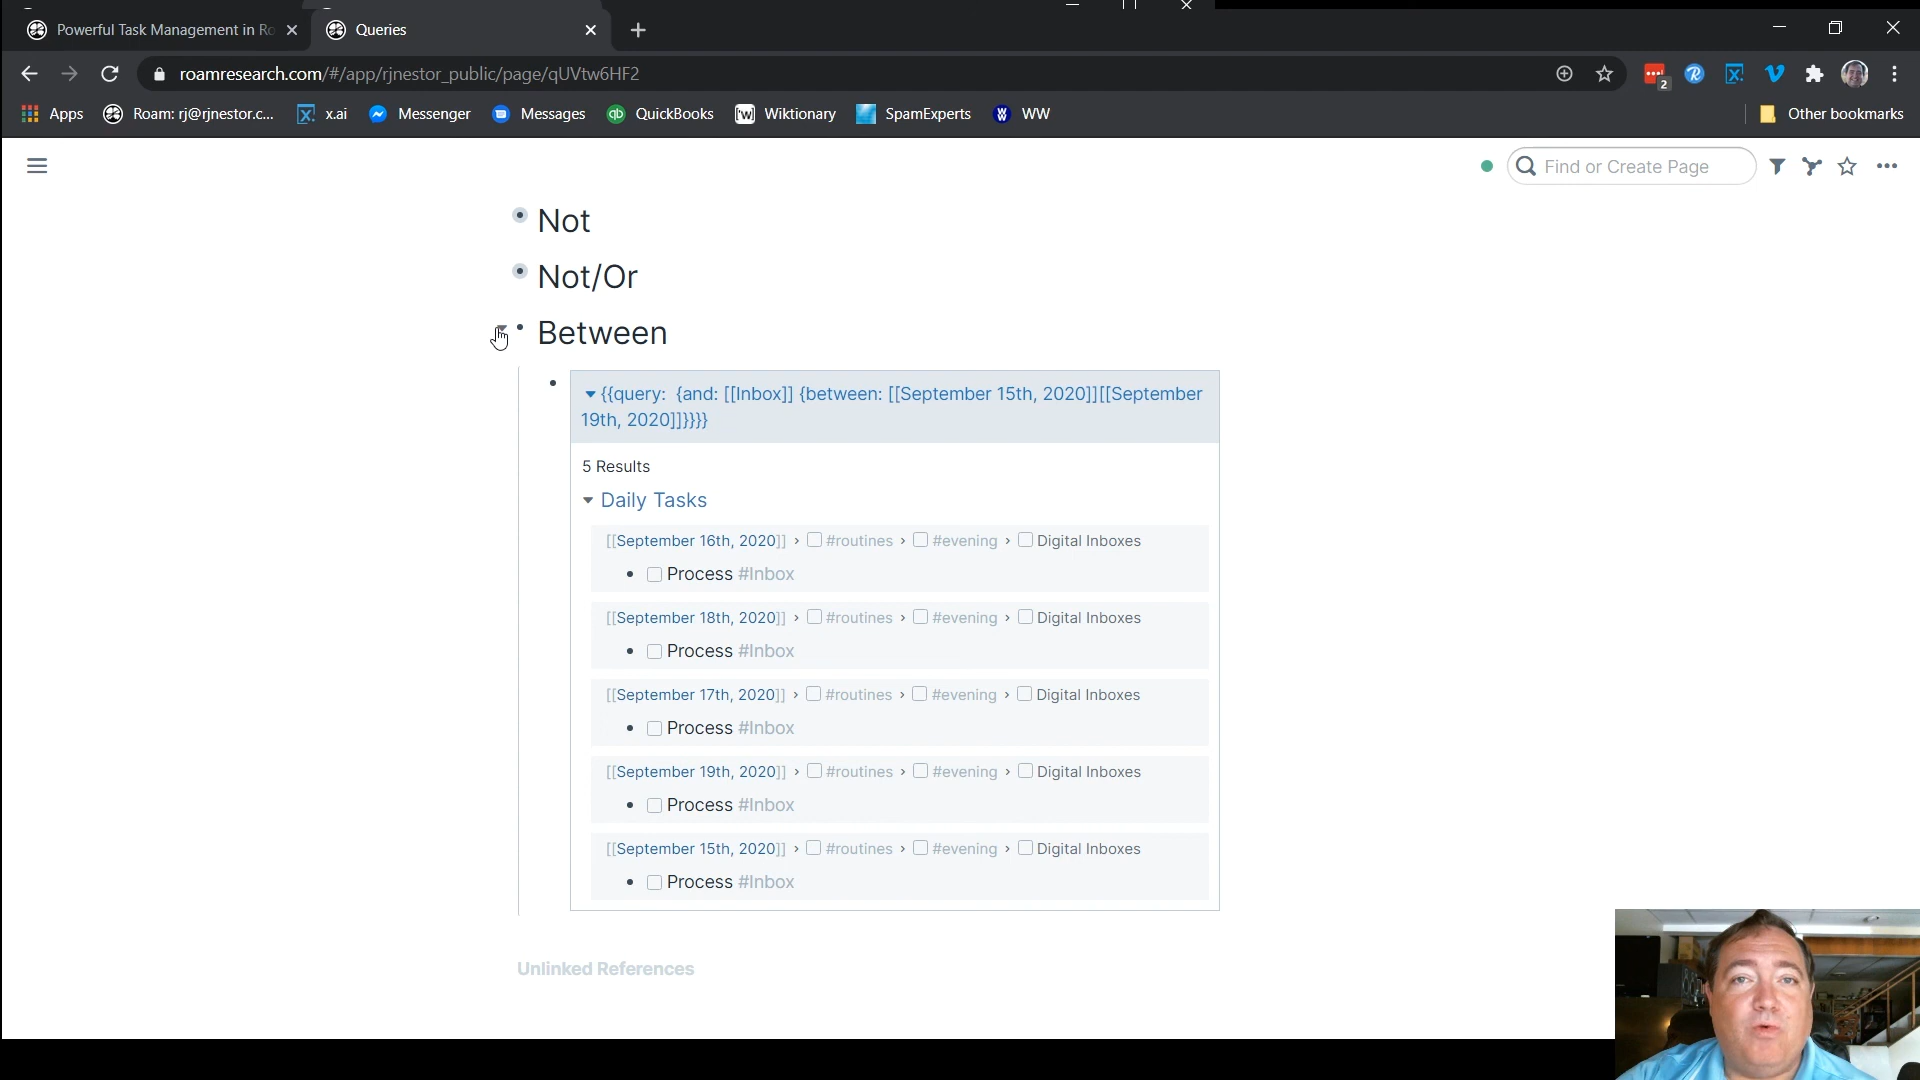 Powerful Task Management in Ro
Queries
roamresearch.com/#/app/rjnestor_public/page/qUVtw6HF2
2
Apps
Roam: rj@rjnestor.c...
x.ai
Messenger
Messages
QuickBooks
Wiktionary
SpamExperts
WW
Other bookmarks
Find or Create Page
Not
Not/Or
Between
{{query: {and: [[Inbox]] {between: [[September 15th, 2020]][[September
19th, 2020]]}}}}
5 Results
Daily Tasks
[[September 16th, 2020]] › #routines › #evening › Digital Inboxes
Process #Inbox
[[September 18th, 2020]] › #routines › #evening › Digital Inboxes
Process #Inbox
[[September 17th, 2020]] › #routines › #evening › Digital Inboxes
Process #Inbox
[[September 19th, 2020]] › #routines › #evening › Digital Inboxes
Process #Inbox
[[September 15th, 2020]] › #routines › #evening › Digital Inboxes
Process #Inbox
Unlinked References